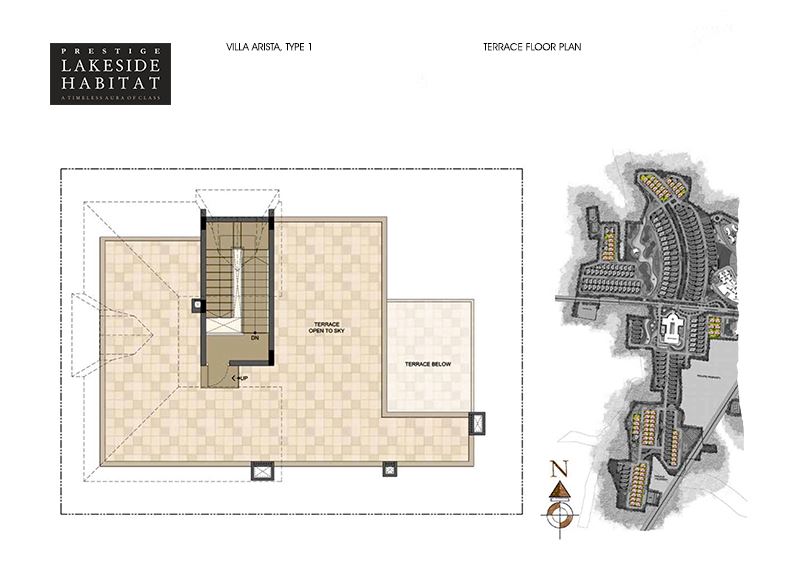 PRESTIGE
LAKESIDE
HABITAT
A TIMELESS AURA OF CLASS
VILLA ARISTA, TYPE 1
TERRACE FLOOR PLAN
TERRACE
OPEN TO SKY
DN
TERRACE BELOW
UP
N